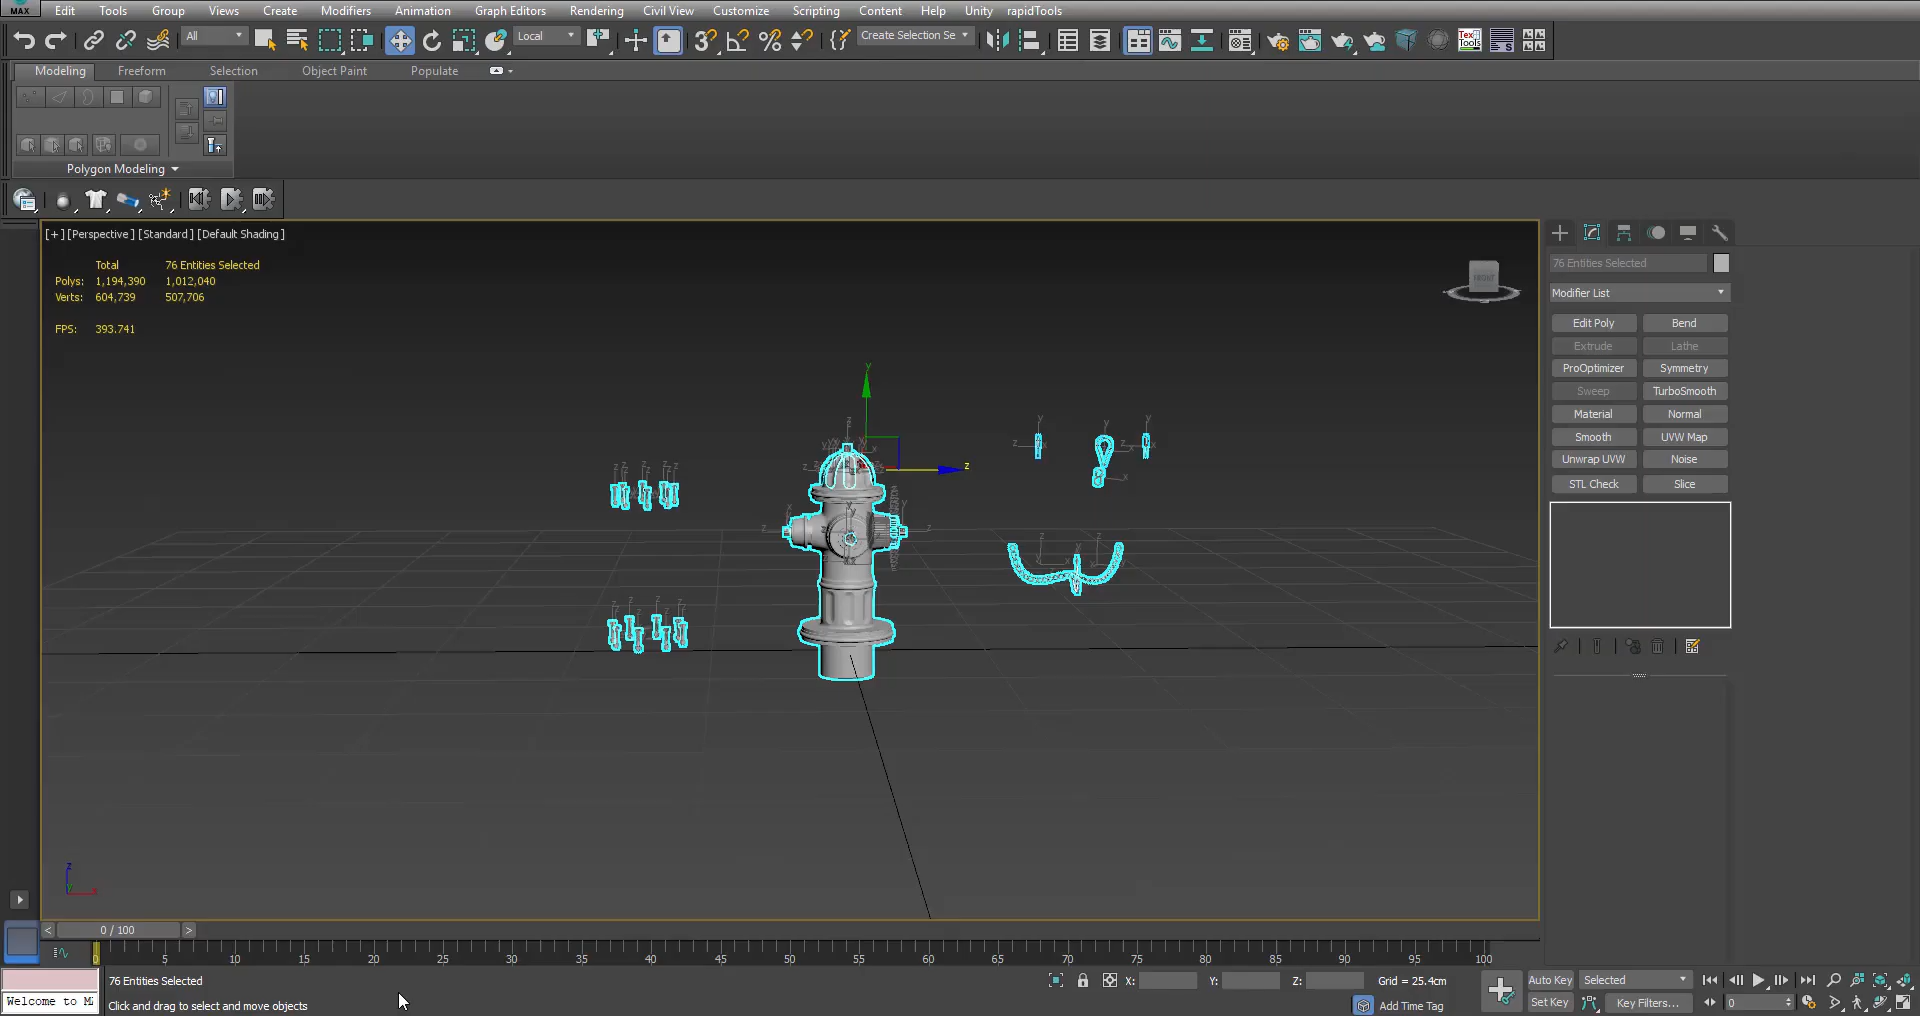 MAX Edit Tools Group Views Create Modifiers Animation Graph Editors Rendering Civil View Customize Scripting Content Help Unity rapidTools
All Local Create Selection Se
Modeling Freeform Selection Object Paint Populate
Polygon Modeling
[+] [Perspective] [Standard] [Default Shading]
Total 76 Entities Selected
Polys: 1,194,390 1,012,040
Verts: 604,739 507,706
FPS: 393.741
FRONT
76 Entities Selected
Modifier List
Edit Poly Bend
Extrude Lathe
ProOptimizer Symmetry
Sweep TurboSmooth
Material Normal
Smooth UVW Map
Unwrap UVW Noise
STL Check Slice
0 / 100
0 5 10 15 20 25 30 35 40 45 50 55 60 65 70 75 80 85 90 95 100
76 Entities Selected X: Y: Z: Grid = 25.4cm Auto Key Selected
Welcome to M Click and drag to select and move objects Add Time Tag Set Key Key Filters... 0